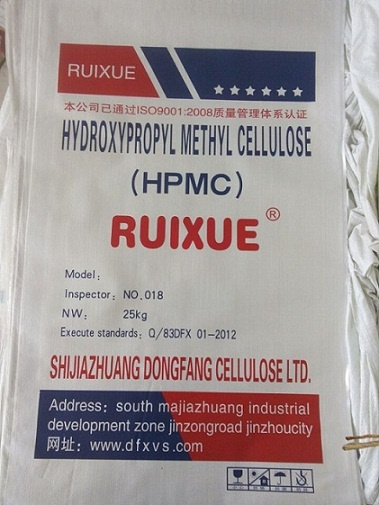 RUIXUE
本公司已通过ISO9001:2008质量管理体系认证
HYDROXYPROPYL METHYL CELLULOSE
(HPMC)
RUIXUE®
Model:
Inspector: NO.018
NW: 25kg
Execute standards: Q/83DFX 01-2012
SHIJIAZHUANG DONGFANG CELLULOSE LTD.
Address: south majiazhuang industrial
development zone jinzongroad jinzhoucity
网址: www.dfxvs.com